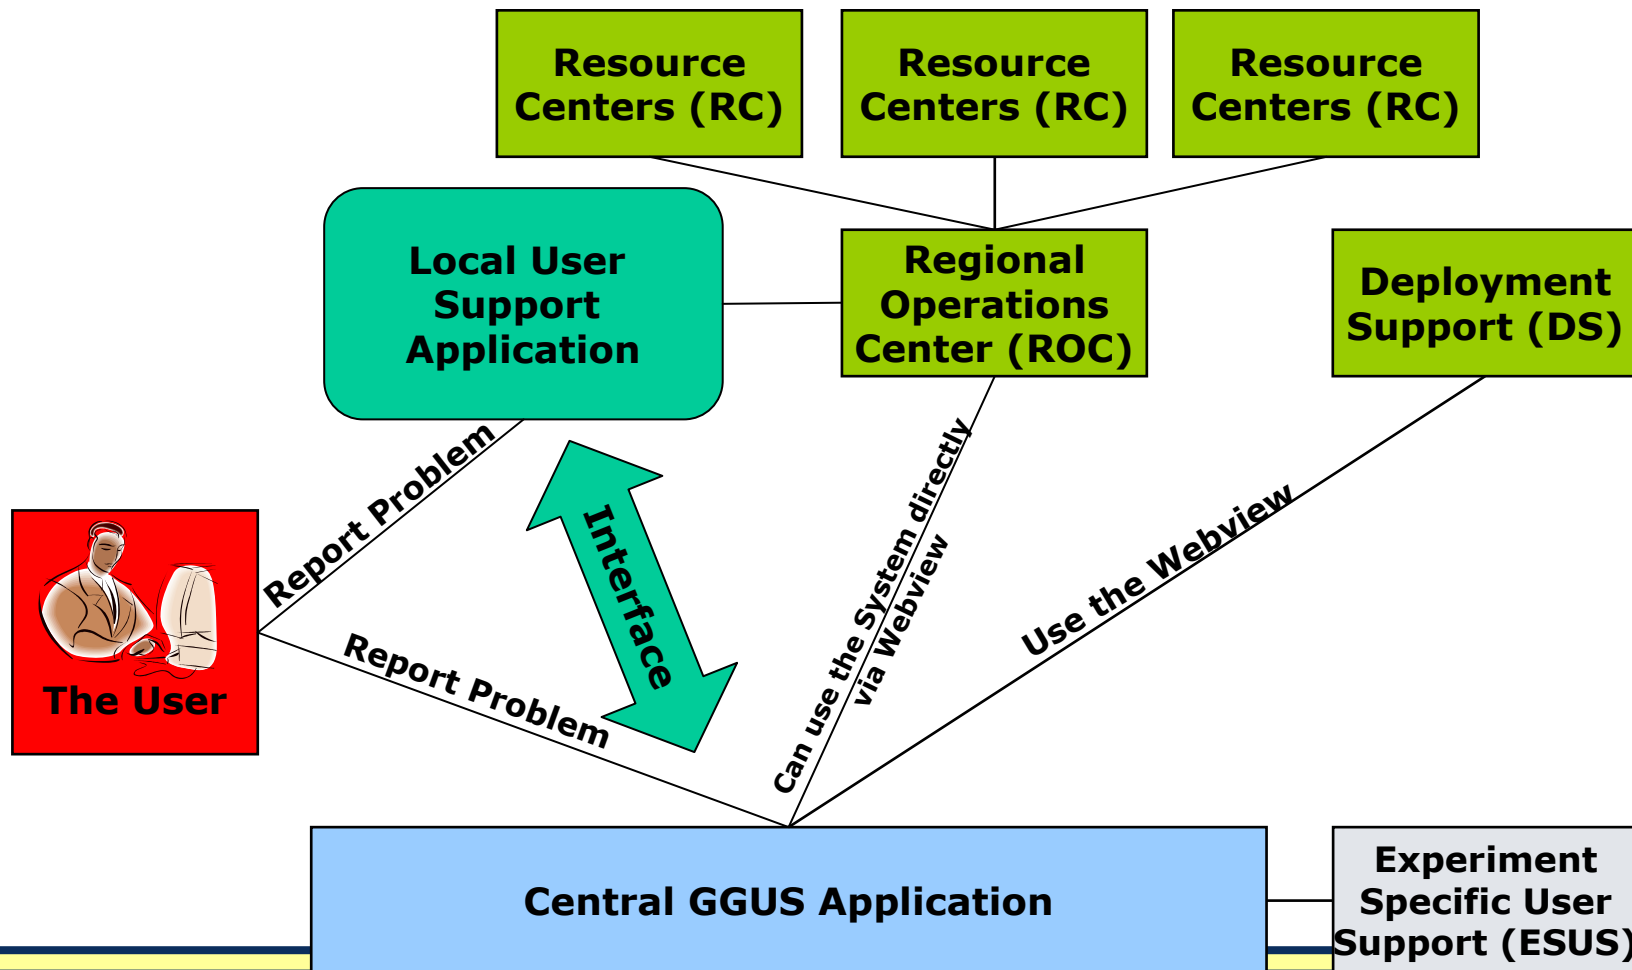 Resource
Centers (RC)
Resource
Centers (RC)
Resource
Centers (RC)
Local User
Support
Application
Regional
Operations
Center (ROC)
Deployment
Support (DS)
Report Problem
Interface
Can use the System directly
via Webview
Use the Webview
The User
Report Problem
Central GGUS Application
Experiment
Specific User
Support (ESUS)